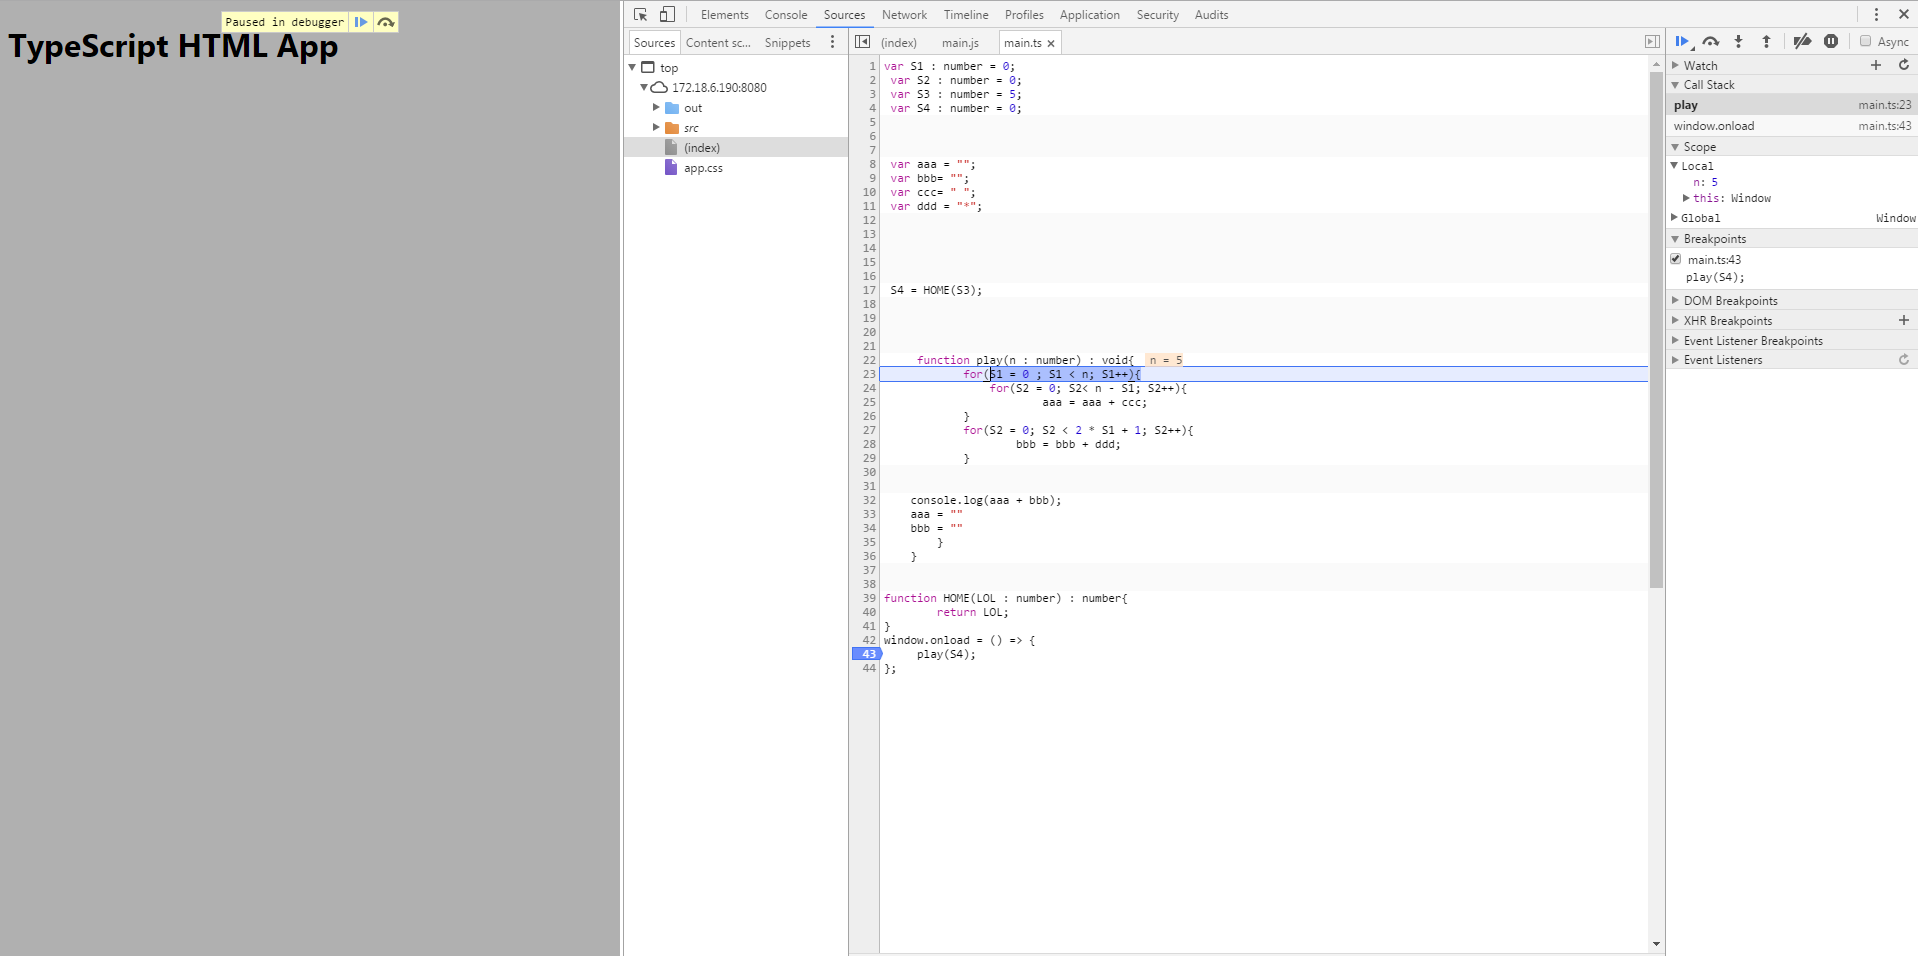 Paused in debugger
TypeScript HTML App
Elements Console Sources Network Timeline Profiles Application Security Audits
Sources Content sc... Snippets
(index) main.js main.ts
Async
top
172.18.6.190:8080
out
src
(index)
app.css
1 var S1 : number = 0;
2 var S2 : number = 0;
3 var S3 : number = 5;
4 var S4 : number = 0;
5
6
7
8 var aaa = "";
9 var bbb= "";
10 var ccc= " ";
11 var ddd = "*";
12
13
14
15
16
17 S4 = HOME(S3);
18
19
20
21
22 function play(n : number) : void{ n = 5
23 for(S1 = 0 ; S1 < n; S1++){
24 for(S2 = 0; S2< n - S1; S2++){
25 aaa = aaa + ccc;
26 }
27 for(S2 = 0; S2 < 2 * S1 + 1; S2++){
28 bbb = bbb + ddd;
29 }
30
31
32 console.log(aaa + bbb);
33 aaa = ""
34 bbb = ""
35 }
36 }
37
38
39 function HOME(LOL : number) : number{
40 return LOL;
41 }
42 window.onload = () => {
43 play(S4);
44 };
Watch
Call Stack
play main.ts:23
window.onload main.ts:43
Scope
Local
n: 5
this: Window
Global Window
Breakpoints
main.ts:43
play(S4);
DOM Breakpoints
XHR Breakpoints
Event Listener Breakpoints
Event Listeners